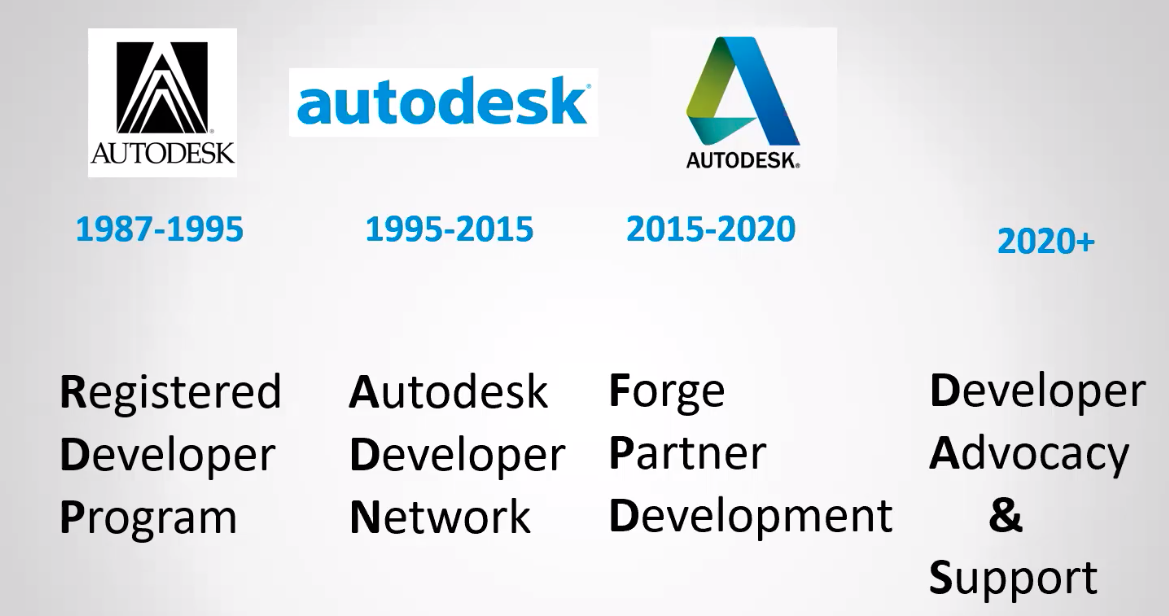 AUTODESK
autodesk
AUTODESK
1987-1995
1995-2015
2015-2020
2020+
Registered
Developer
Program
Autodesk
Developer
Network
Forge
Partner
Development
Developer
Advocacy
&
Support